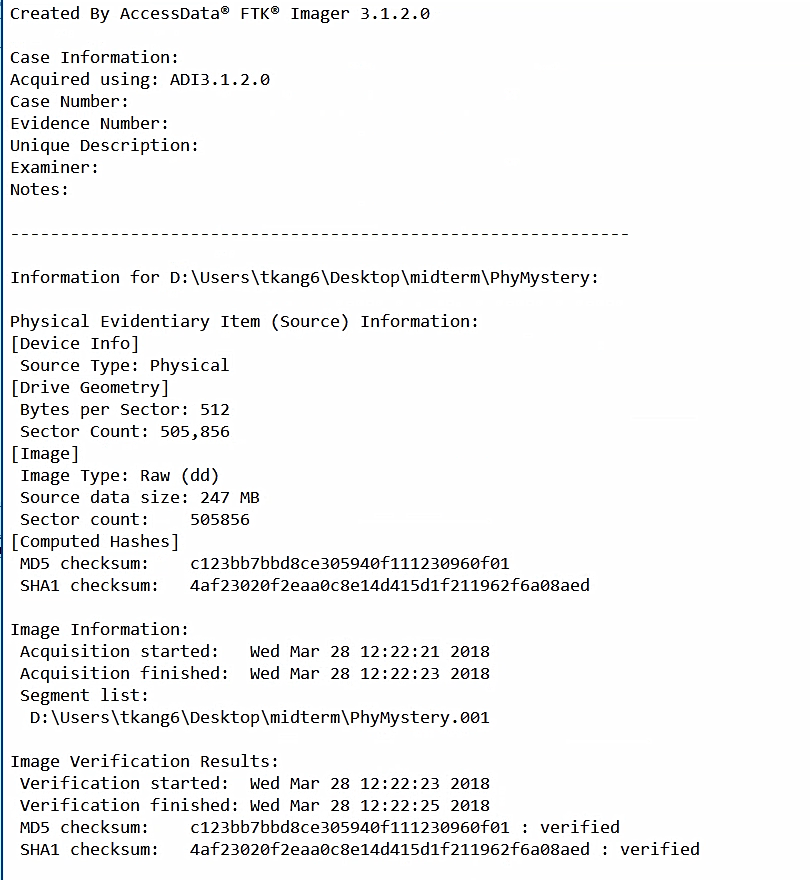 Created By AccessData® FTK® Imager 3.1.2.0
Case Information:
Acquired using: ADI3.1.2.0
Case Number:
Evidence Number:
Unique Description:
Examiner:
Notes:
--------------------------------------------------------------
Information for D:\Users\tkang6\Desktop\midterm\PhyMystery:
Physical Evidentiary Item (Source) Information:
[Device Info]
Source Type: Physical
[Drive Geometry]
Bytes per Sector: 512
Sector Count: 505,856
[Image]
Image Type: Raw (dd)
Source data size: 247 MB
Sector count: 505856
[Computed Hashes]
MD5 checksum: c123bb7bbd8ce305940f111230960f01
SHA1 checksum: 4af23020f2eaa0c8e14d415d1f211962f6a08aed
Image Information:
Acquisition started: Wed Mar 28 12:22:21 2018
Acquisition finished: Wed Mar 28 12:22:23 2018
Segment list:
D:\Users\tkang6\Desktop\midterm\PhyMystery.001
Image Verification Results:
Verification started: Wed Mar 28 12:22:23 2018
Verification finished: Wed Mar 28 12:22:25 2018
MD5 checksum: c123bb7bbd8ce305940f111230960f01 : verified
SHA1 checksum: 4af23020f2eaa0c8e14d415d1f211962f6a08aed : verified